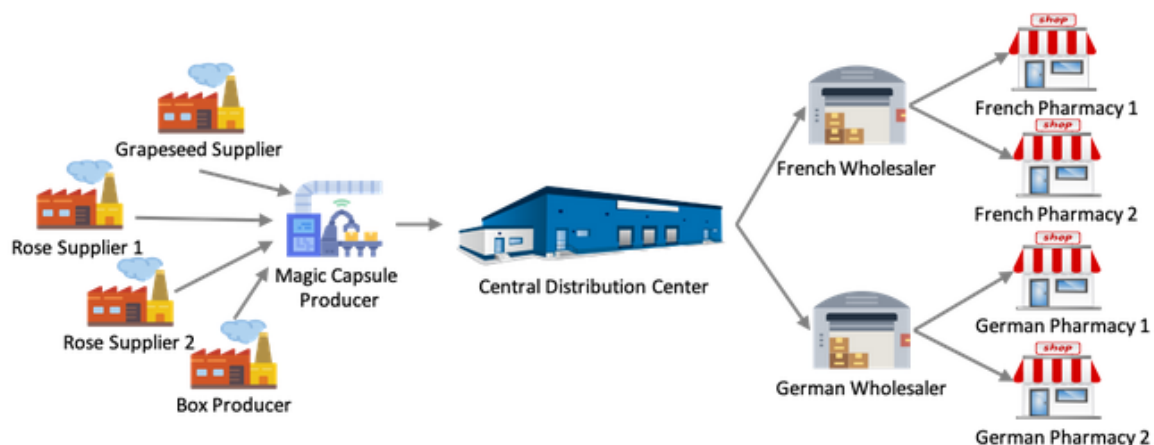 Grapeseed Supplier
Rose Supplier 1
Rose Supplier 2
Box Producer
Magic Capsule
Producer
Central Distribution Center
French Wholesaler
German Wholesaler
shop
French Pharmacy 1
shop
French Pharmacy 2
shop
German Pharmacy 1
shop
German Pharmacy 2